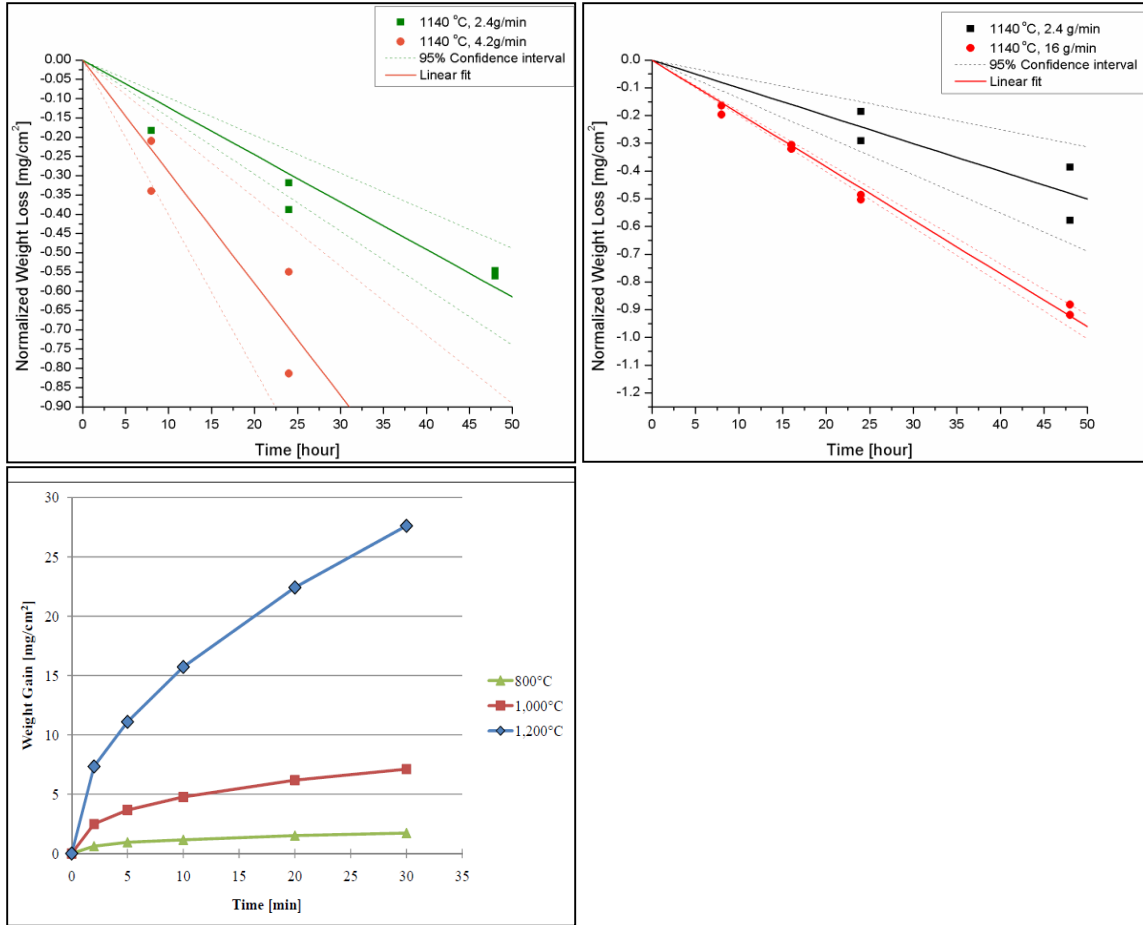 1140 °C, 2.4g/min
1140 °C, 4.2g/min
95% Confidence interval
Linear fit
0.00
-0.05
-0.10
-0.15
-0.20
-0.25
-0.30
-0.35
-0.40
-0.45
-0.50
-0.55
-0.60
-0.65
-0.70
-0.75
-0.80
-0.85
-0.90
Normalized Weight Loss [mg/cm²]
0 5 10 15 20 25 30 35 40 45 50
Time [hour]
1140 °C, 2.4 g/min
1140 °C, 16 g/min
95% Confidence interval
Linear fit
0.0
-0.1
-0.2
-0.3
-0.4
-0.5
-0.6
-0.7
-0.8
-0.9
-1.0
-1.1
-1.2
Normalized Weight Loss [mg/cm²]
0 5 10 15 20 25 30 35 40 45 50
Time [hour]
30
25
20
15
10
5
0
Weight Gain [mg/cm²]
0 5 10 15 20 25 30 35
Time [min]
800°C
1,000°C
1,200°C